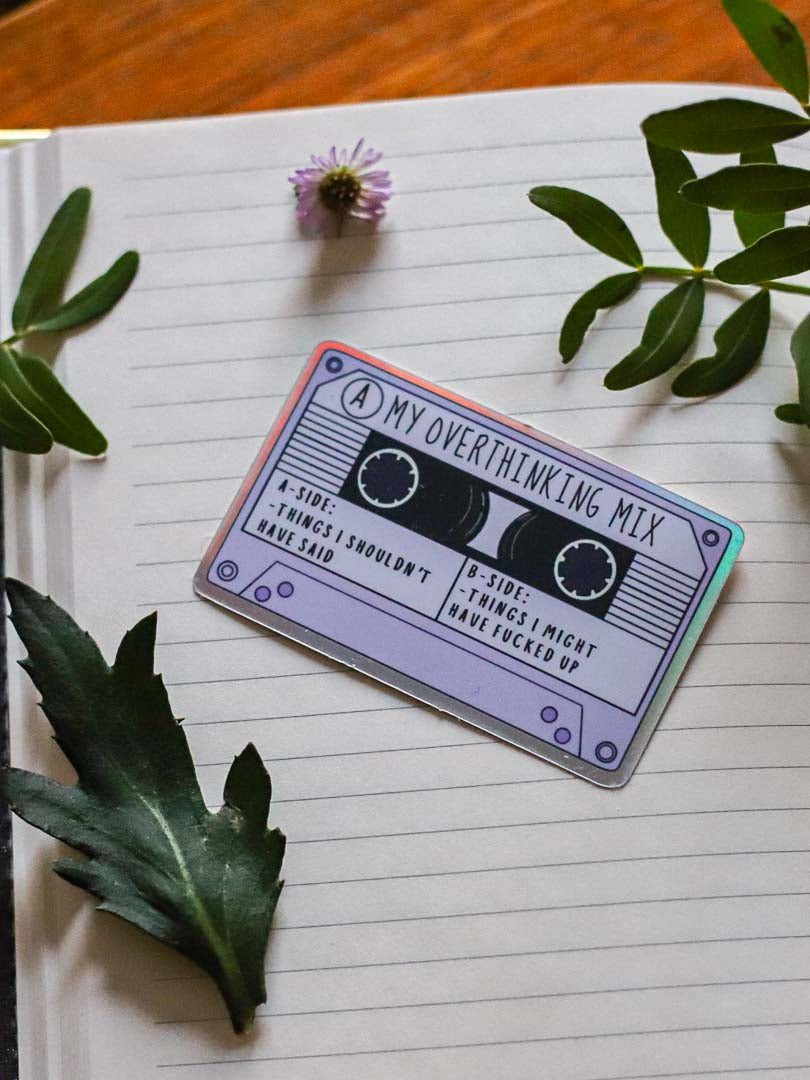 A MY OVERTHINKING MIX
A-SIDE:
-THINGS I SHOULDN'T
HAVE SAID
B-SIDE:
-THINGS I MIGHT
HAVE FUCKED UP